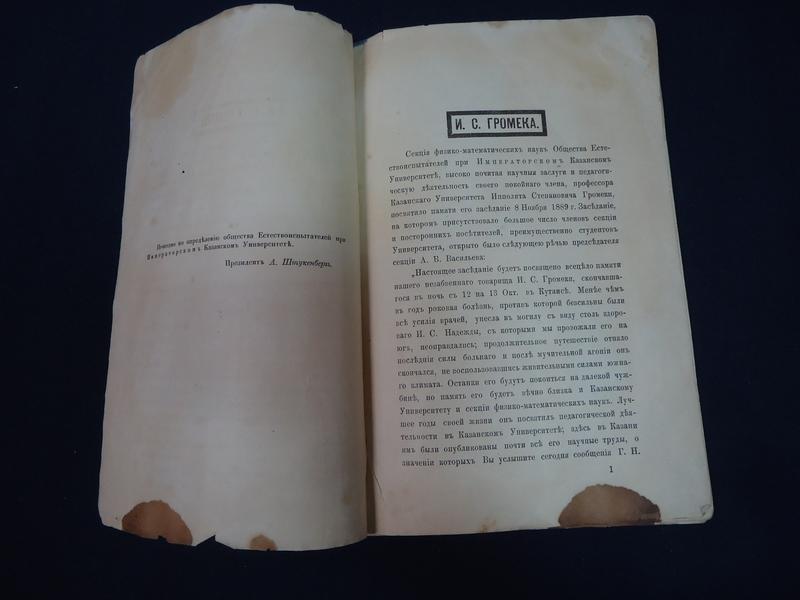 Печатано по опредѣленію общества Естествоиспытателей при
Императорскомъ Казанскомъ Университетѣ.
Президентъ А. Штукенбергъ.
И. С. ГРОМЕКА.
Секція физико-математическихъ наукъ Общества Есте-
ствоиспытателей при Императорскомъ Казанскомъ
Университетѣ, высоко почитая научныя заслуги и педагоги-
ческую дѣятельность своего покойнаго члена, профессора
Казанскаго Университета Ипполита Степановича Громеки,
посвятило памяти его засѣданіе 8 Ноября 1889 г. Засѣданіе,
на которомъ присутствовало большое число членовъ секціи
и постороннихъ посѣтителей, преимущественно студентовъ
Университета, открыто было слѣдующею рѣчью предсѣдателя
секціи А. В. Васильева:
„Настоящее засѣданіе будетъ посвящено всецѣло памяти
нашего незабвеннаго товарища И. С. Громеки, скончавша-
гося въ ночь съ 12 на 13 Окт. въ Кутаисѣ. Менѣе чѣмъ
въ годъ роковая болѣзнь, противъ которой безсильны были
всѣ усилія врачей, унесла въ могилу съ виду столь здоро-
ваго И. С. Надежды, съ которыми мы провожали его на
югъ, неоправдались; продолжительное путешествіе отняло
послѣднія силы больнаго и послѣ мучительной агоніи онъ
скончался, не воспользовавшись живительными силами южна-
го климата. Останки его будутъ покоиться на далекой чуж-
бинѣ, но память его будетъ вѣчно близка и Казанскому
Университету и секціи физико-математическихъ наукъ. Луч-
шее годы своей жизни онъ посвятилъ педагогической дѣя-
тельности въ Казанскомъ Университетѣ; здѣсь въ Казани
имъ были опубликованы почти всѣ его научные труды, о
значеніи которыхъ Вы услышите сегодня сообщенія Г. Н.
1